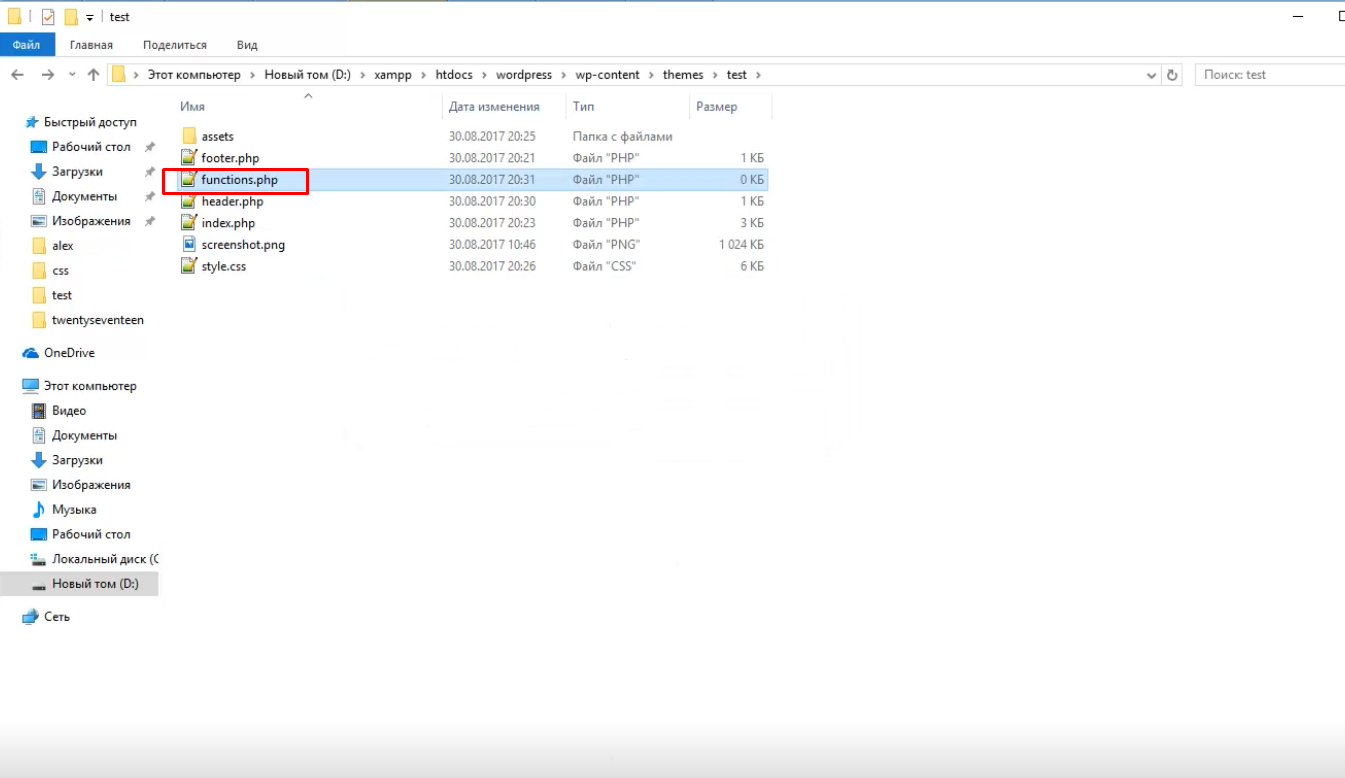 test
Файл Главная Поделиться Вид
Этот компьютер > Новый том (D:) > xampp > htdocs > wordpress > wp-content > themes > test > Поиск: test
Имя Дата изменения Тип Размер
assets 30.08.2017 20:25 Папка с файлами
footer.php 30.08.2017 20:21 Файл "PHP" 1 КБ
functions.php 30.08.2017 20:31 Файл "PHP" 0 КБ
header.php 30.08.2017 20:30 Файл "PHP" 1 КБ
index.php 30.08.2017 20:23 Файл "PHP" 3 КБ
screenshot.png 30.08.2017 10:46 Файл "PNG" 1 024 КБ
style.css 30.08.2017 20:26 Файл "CSS" 6 КБ
Быстрый доступ
Рабочий стол
Загрузки
Документы
Изображения
alex
css
test
twentyseventeen
OneDrive
Этот компьютер
Видео
Документы
Загрузки
Изображения
Музыка
Рабочий стол
Локальный диск (C
Новый том (D:)
Сеть